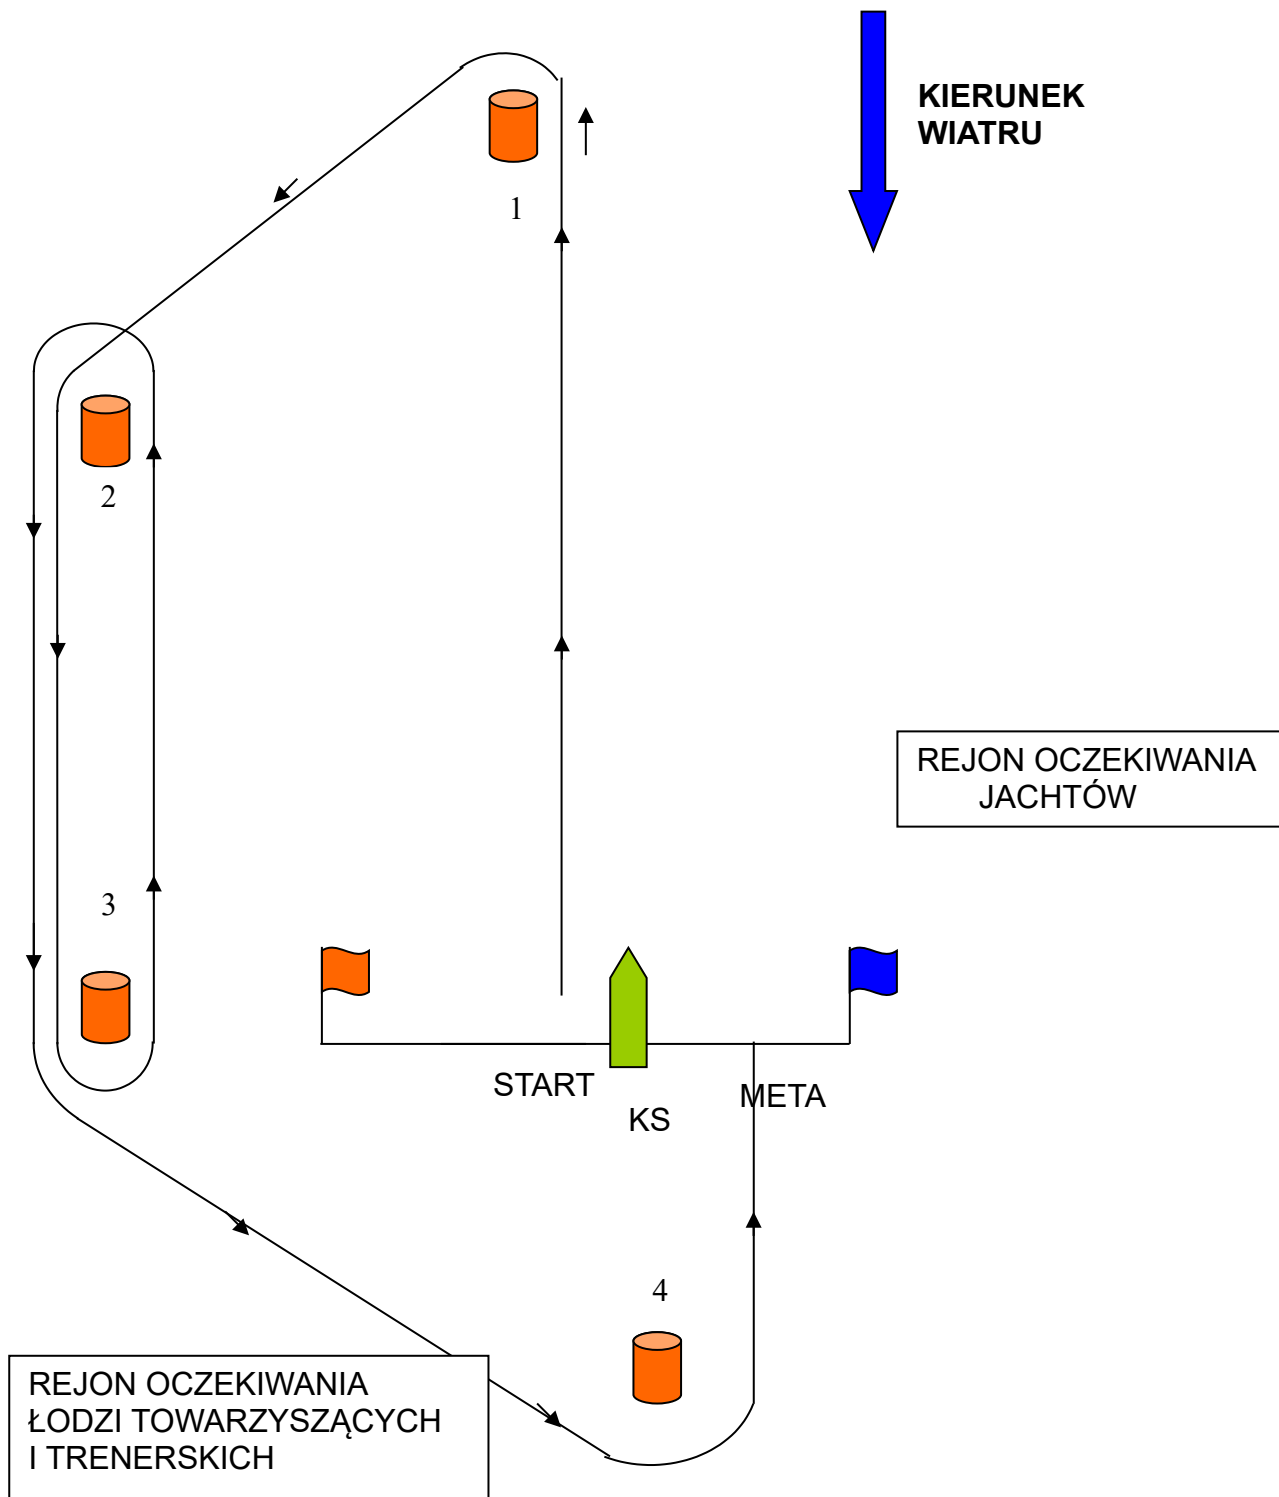 KIERUNEK
WIATRU
1
2
REJON OCZEKIWANIA
JACHTÓW
3
START
META
KS
4
REJON OCZEKIWANIA
ŁODZI TOWARZYSZĄCYCH
I TRENERSKICH